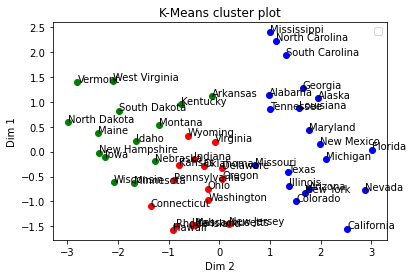 K-Means cluster plot
Mississippi
North Carolina
South Carolina
Vermont
West Virginia
Georgia
Arkansas
Alabama
Alaska
Kentucky
South Dakota
Tennessee
Louisiana
North Dakota
Montana
Maine
Wyoming
Maryland
Idaho
Virginia
New Mexico
New Hampshire
Florida
Iowa
Nebraska
Indiana
Michigan
Kansas
Oklahoma
Delaware
Missouri
Texas
Wisconsin
Minnesota
Pennsylvania
Oregon
Ohio
Illinois
Arizona
New York
Nevada
Connecticut
Washington
Colorado
New Jersey
Hawaii
California
2.5
2.0
1.5
1.0
0.5
0.0
−0.5
−1.0
−1.5
Dim 1
−3 −2 −1 0 1 2 3
Dim 2